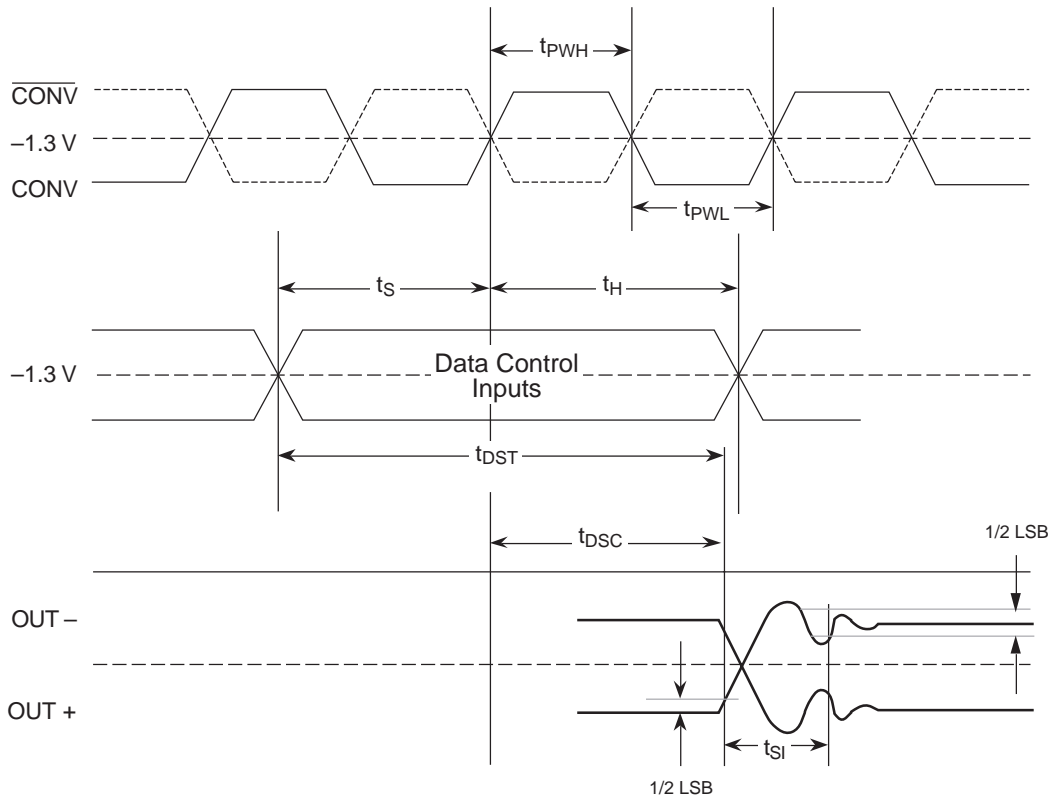 tPWH
CONV
–1.3 V
CONV
tPWL
tS
tH
–1.3 V
Data Control
Inputs
tDST
tDSC
1/2 LSB
OUT –
OUT +
tSI
1/2 LSB